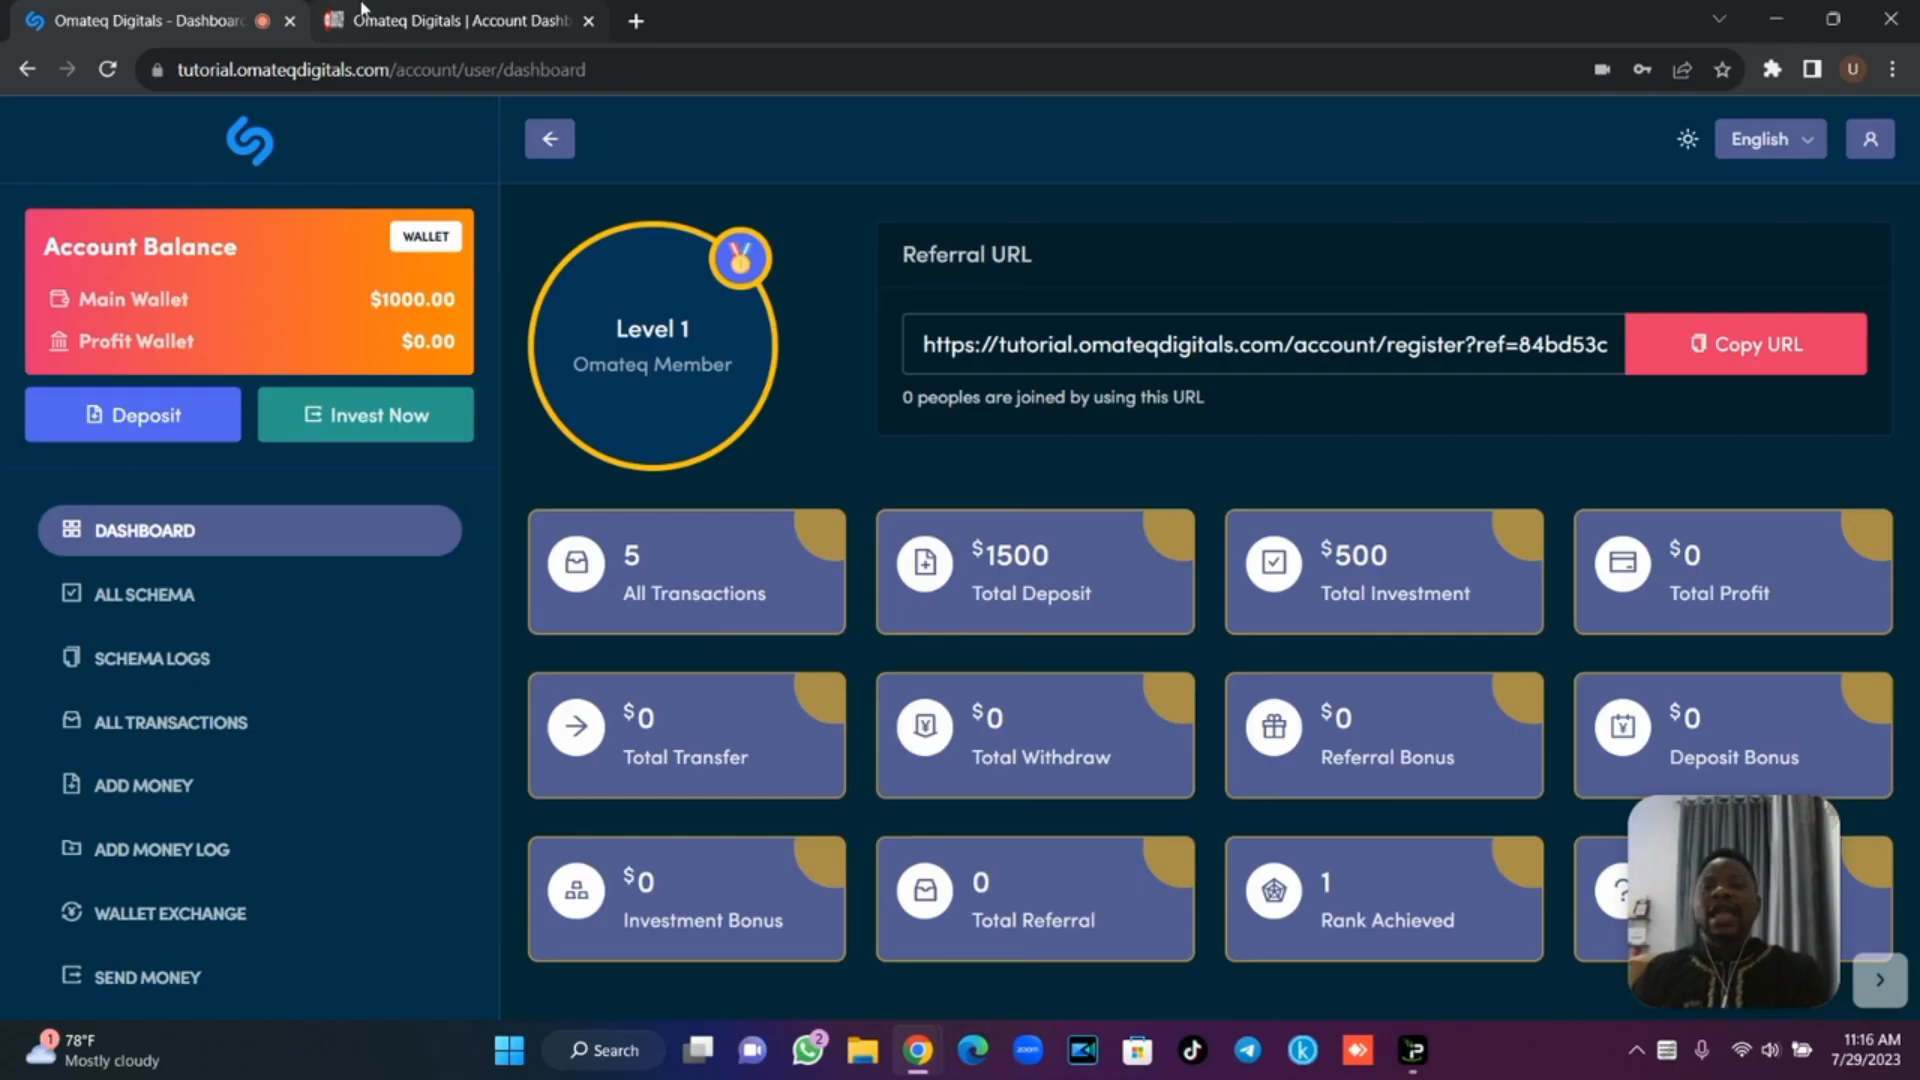 Omateq Digitals - Dashboar
Omateq Digitals | Account Dashb
tutorial.omateqdigitals.com/account/user/dashboard
U
English
Account Balance
WALLET
Main Wallet
$1000.00
Profit Wallet
$0.00
Deposit
Invest Now
DASHBOARD
ALL SCHEMA
SCHEMA LOGS
ALL TRANSACTIONS
ADD MONEY
ADD MONEY LOG
WALLET EXCHANGE
SEND MONEY
Level 1
Omateq Member
Referral URL
https://tutorial.omateqdigitals.com/account/register?ref=84bd53c
Copy URL
0 peoples are joined by using this URL
5
All Transactions
$1500
Total Deposit
$500
Total Investment
$0
Total Profit
$0
Total Transfer
$0
Total Withdraw
$0
Referral Bonus
$0
Deposit Bonus
$0
Investment Bonus
0
Total Referral
1
Rank Achieved
1
78°F
Mostly cloudy
Search
2
zoom
11:16 AM
7/29/2023